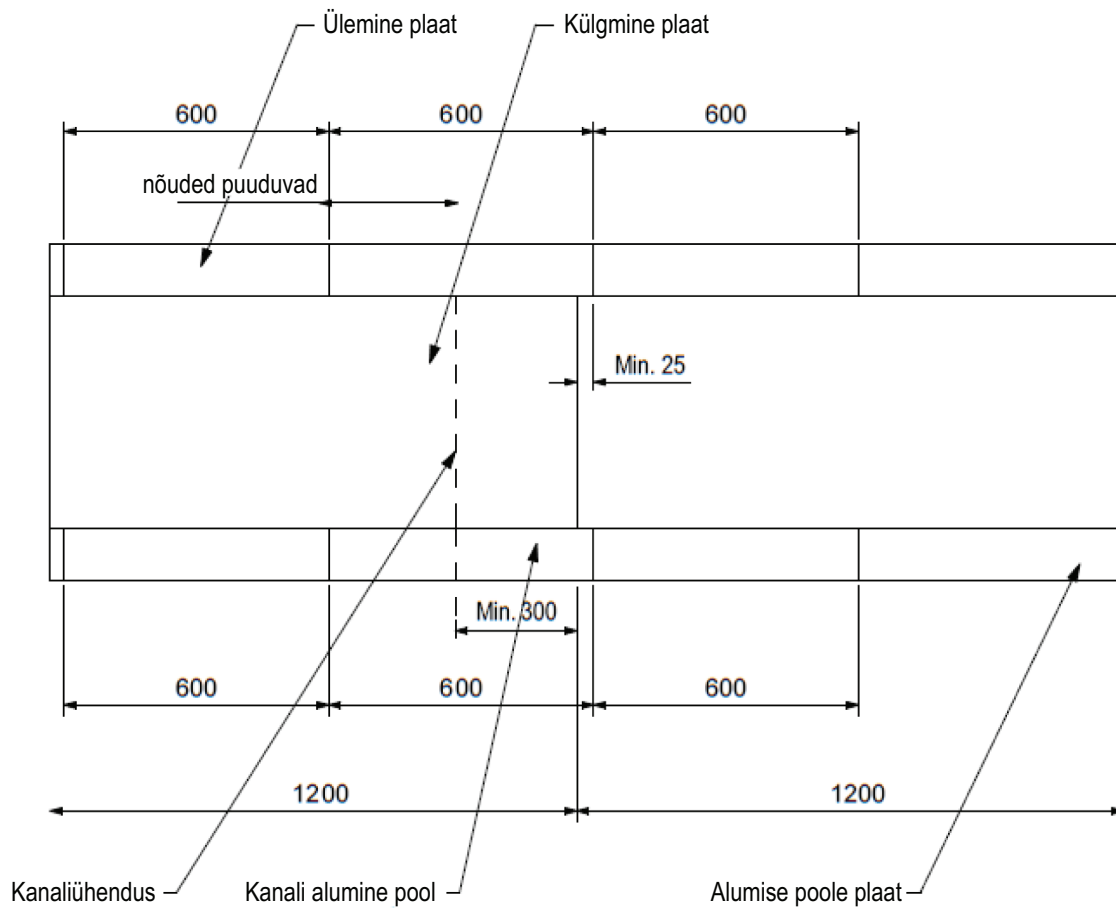 Ülemine plaat
Külgmine plaat
600
600
600
nõuded puuduvad
Min. 25
Min. 300
600
600
600
1200
1200
Kanaliühendus
Kanali alumine pool
Alumise poole plaat